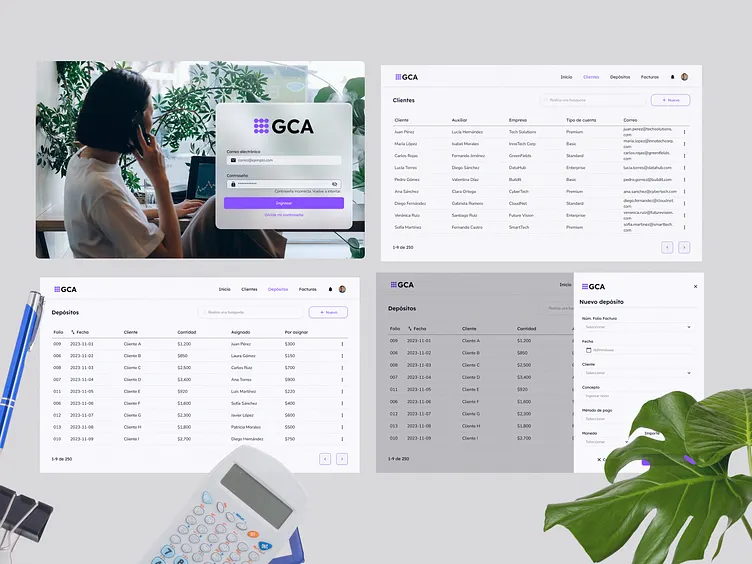 GCA
Correo electrónico
correo@ejemplo.com
Contraseña
Contraseña incorrecta, vuelve a intentar
Ingresar
Olvidé mi contraseña
GCA Inicio Clientes Depósitos Facturas
Clientes Realiza una busqueda + Nuevo
Cliente Auxiliar Empresa Tipo de cuenta Correo
Juan Pérez Lucía Hernández Tech Solutions Premium juan.perez@techsolutions.com
María López Isabel Morales InnoTech Corp Basic maria.lopez@innotechcorp.com
Carlos Rojas Fernando Jiménez GreenFields Standard carlos.rojas@greenfields.com
Lucía Torres Diego Sánchez DataHub Enterprise lucia.torres@datahub.com
Pedro Gómez Valentina Díaz BuildIt Basic pedro.gomez@buildit.com
Ana Sánchez Clara Ortega CyberTech Premium ana.sanchez@cybertech.com
Diego Fernández Gabriela Romero CloudNet Standard diego.fernandez@cloudnet.com
Verónica Ruiz Santiago Ruiz Future Vision Enterprise veronica.ruiz@futurevision.com
Sofía Martínez Fernando Castro SmartTech Premium sofia.martinez@smarttech.com
1-9 de 250
GCA Inicio Clientes Depósitos Facturas
Depósitos Realiza una busqueda + Nuevo
Folio Fecha Cliente Cantidad Asignado Por asignar
009 2023-11-01 Cliente A $1,200 Juan Pérez $300
006 2023-11-02 Cliente B $850 Laura Gómez $150
008 2023-11-03 Cliente C $2,500 Carlos Ruiz $700
007 2023-11-04 Cliente D $3,400 Ana Torres $900
011 2023-11-05 Cliente E $920 Luis Martínez $220
006 2023-11-06 Cliente F $1,600 Sofía Sánchez $400
012 2023-11-07 Cliente G $2,300 Javier López $600
013 2023-11-08 Cliente H $1,800 Patricia Morales $500
010 2023-11-09 Cliente I $2,700 Diego Hernández $750
1-9 de 250
GCA Inicio
Depósitos Realiza una
Folio Fecha Cliente Cantidad
009 2023-11-01 Cliente A $1,200
006 2023-11-02 Cliente B $850
008 2023-11-03 Cliente C $2,500
007 2023-11-04 Cliente D $3,400
011 2023-11-05 Cliente E $920
006 2023-11-06 Cliente F $1,600
012 2023-11-07 Cliente G $2,300
013 2023-11-08 Cliente H $1,800
010 2023-11-09 Cliente I $2,700
1-9 de 250
GCA
Nuevo depósito
Núm. Folio Factura
Seleccionar
Fecha
Cliente
Seleccionar
Concepto
Ingresar texto
Método de pago
Seleccionar
Moneda Importe
Seleccionar